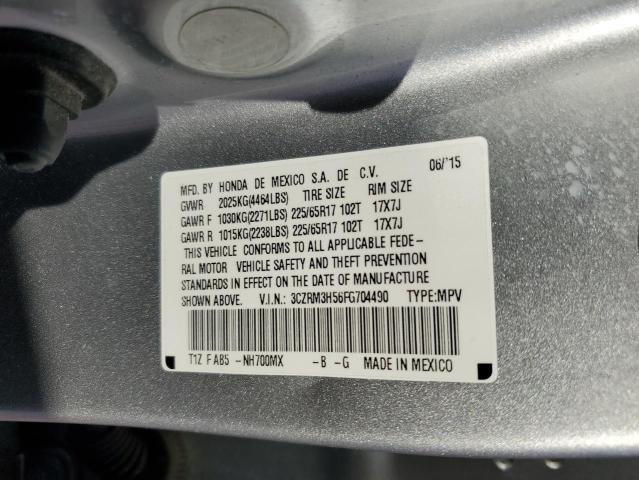 MFD. BY HONDA DE MEXICO S.A. DE C.V. 06/15
GVWR 2025KG(4464LBS) TIRE SIZE RIM SIZE
GAWR F 1030KG(2271LBS) 225/65R17 102T 17X7J
GAWR R 1015KG(2238LBS) 225/65R17 102T 17X7J
THIS VEHICLE CONFORMS TO ALL APPLICABLE FEDE-
RAL MOTOR VEHICLE SAFETY AND THEFT PREVENTION
STANDARDS IN EFFECT ON THE DATE OF MANUFACTURE
SHOWN ABOVE. V.I.N.: 3CZRM3H56FG704490 TYPE:MPV
T1Z F AB5 -NH700MX -B -G MADE IN MEXICO